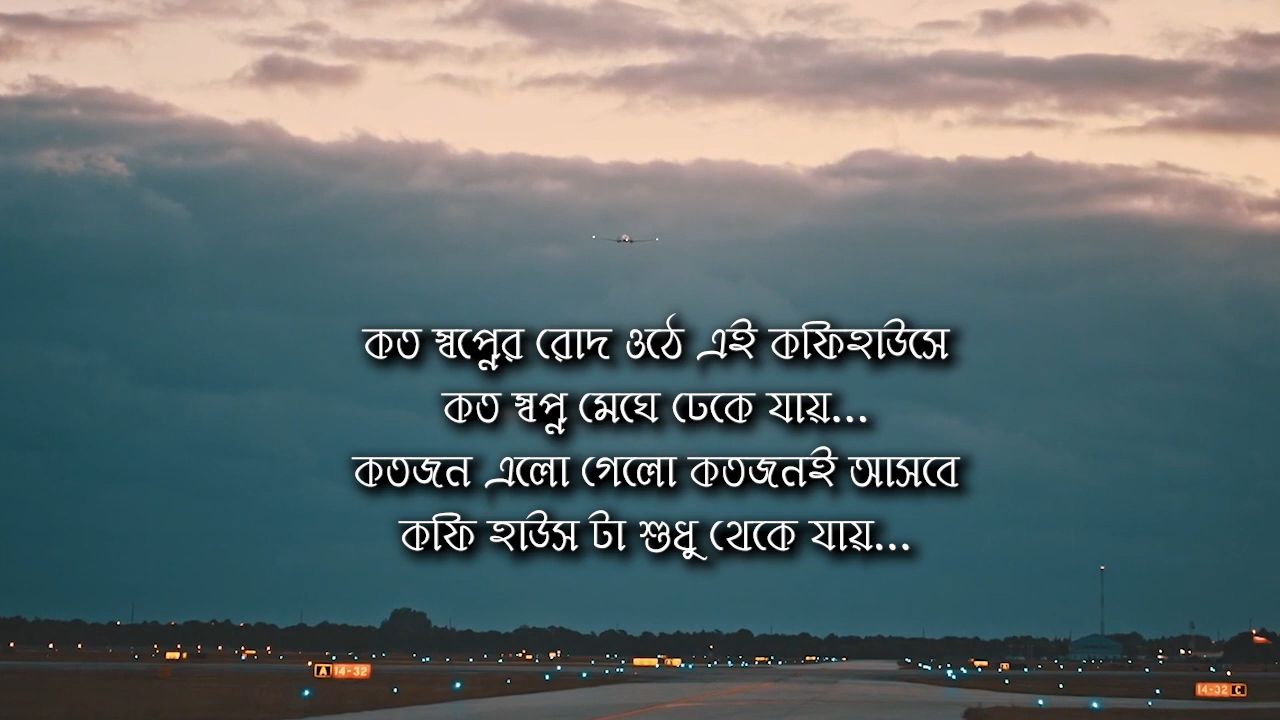 কত স্বপ্নের রোদ ওঠে এই কফিহাউসে
কত স্বপ্ন মেঘে ঢেকে যায়...
কতজন এলো গেলো কতজনই আসবে
কফি হাউস টা শুধু থেকে যায়...
A 14-32
14-32 C